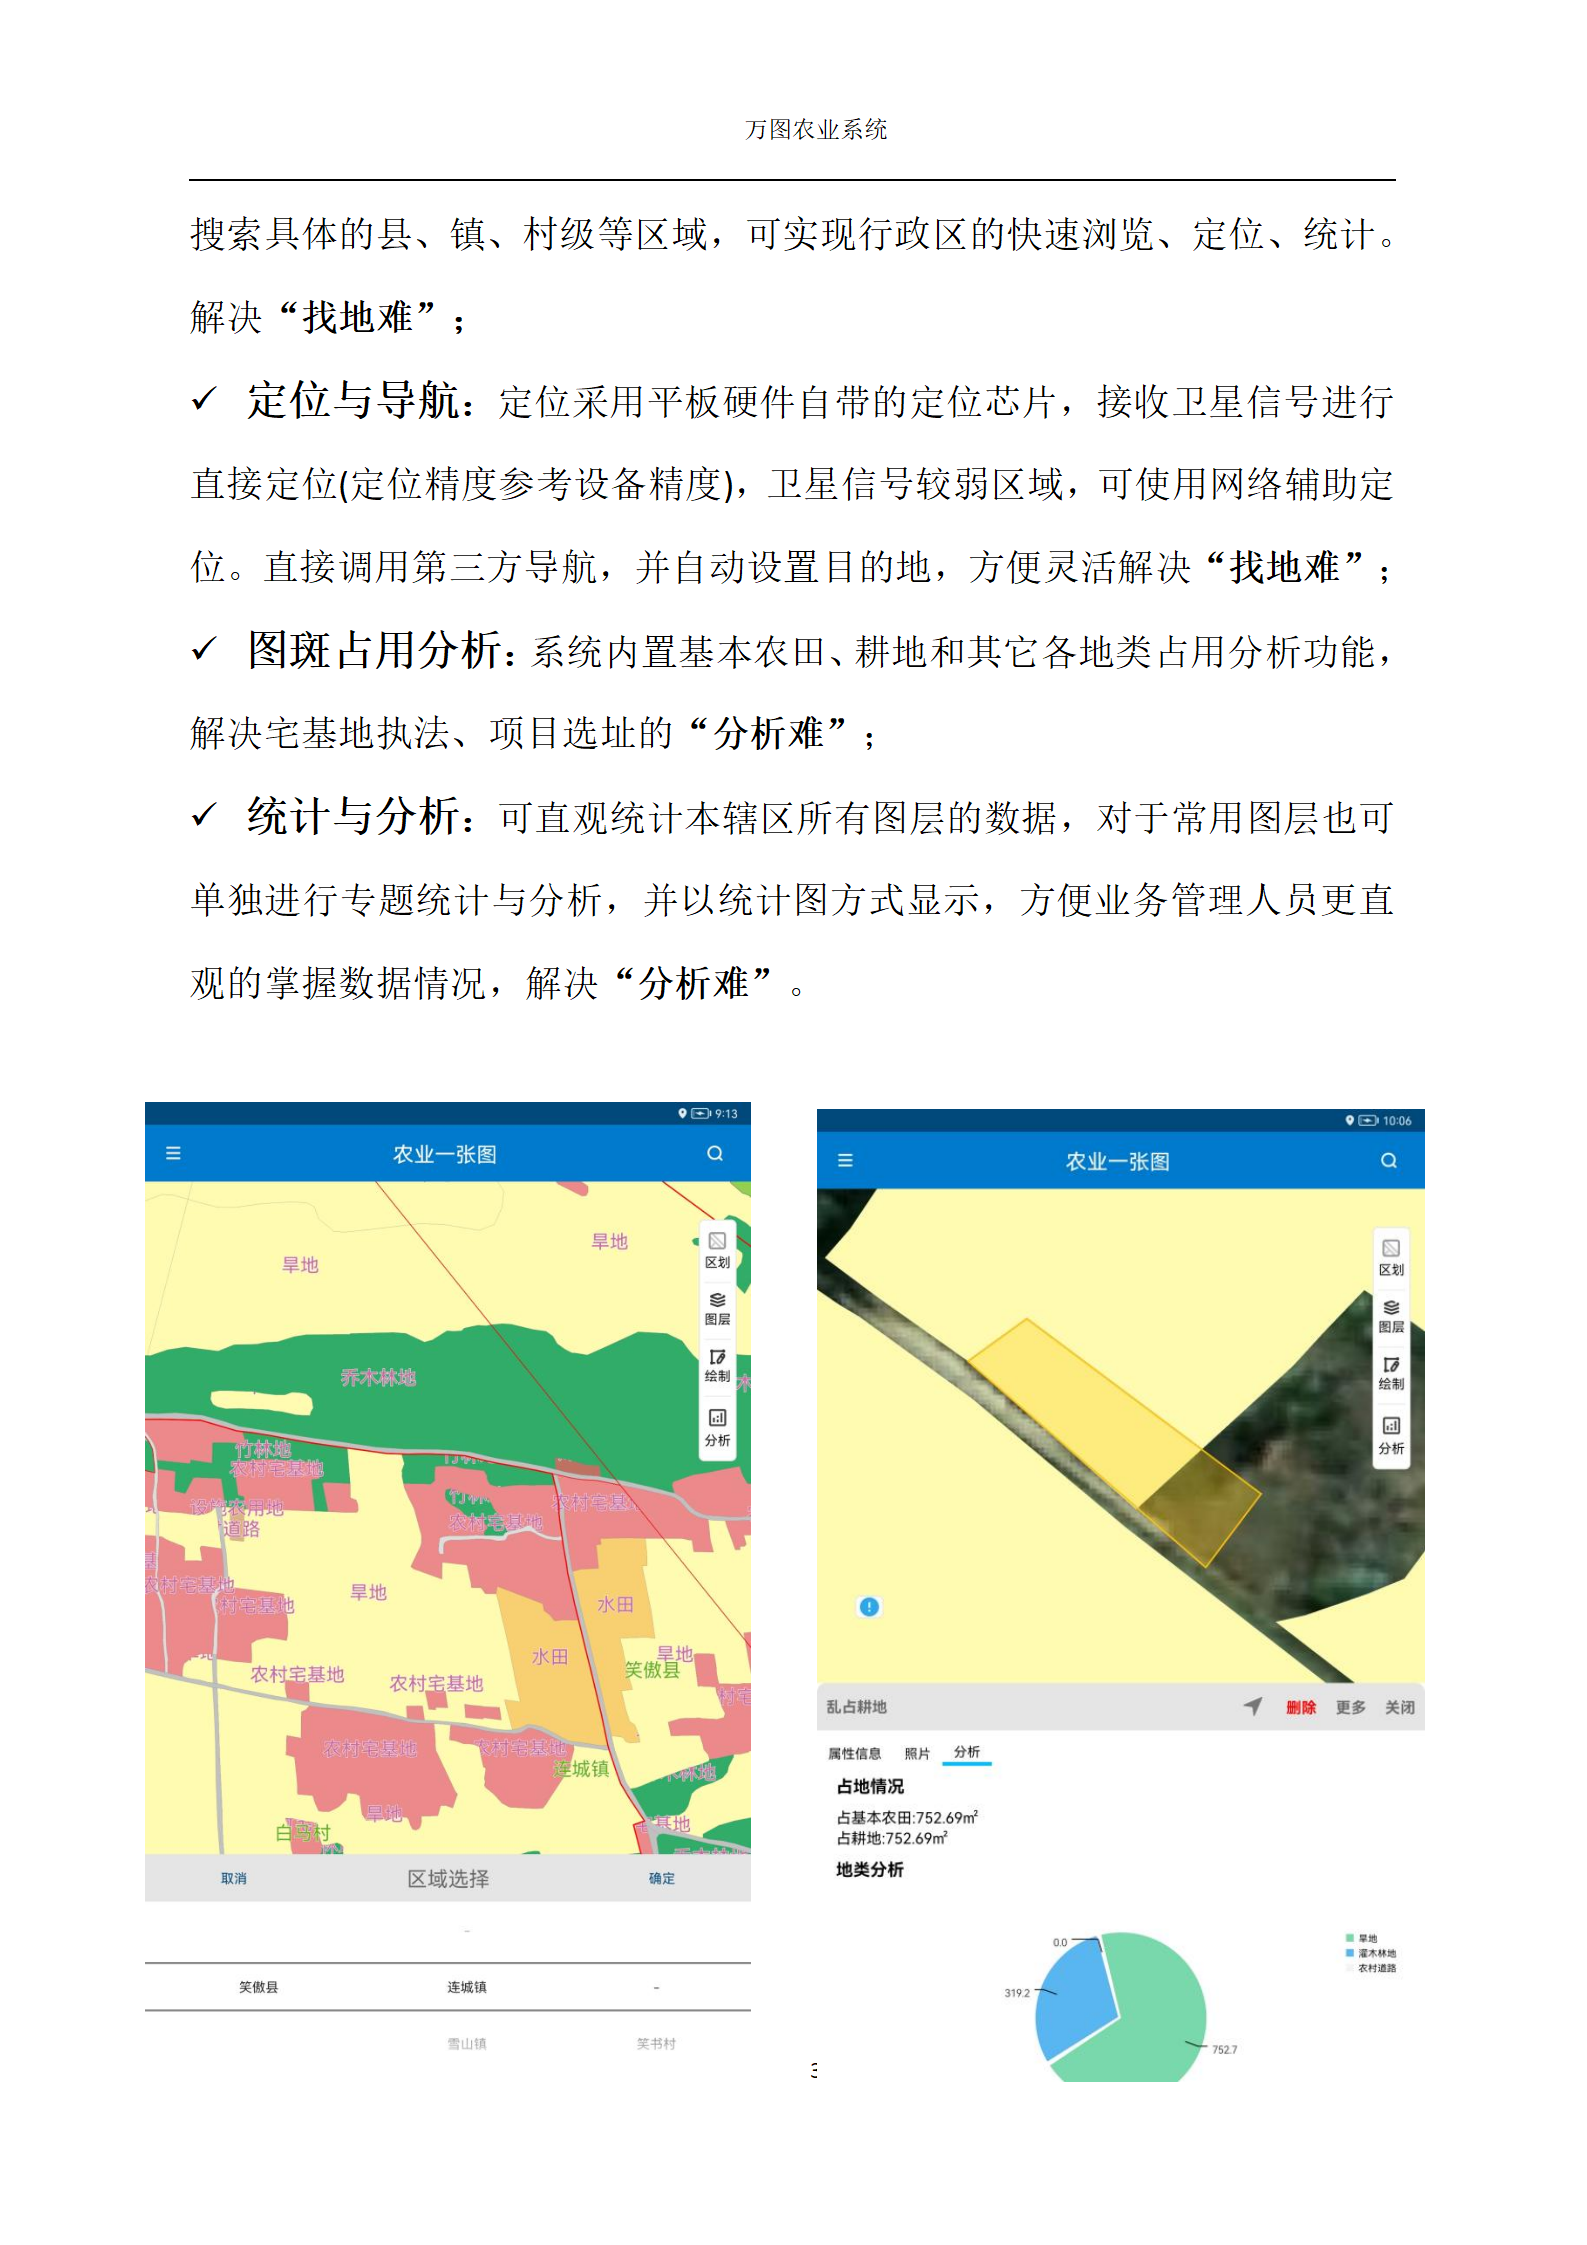 万图农业系统
搜索具体的县、镇、村级等区域，可实现行政区的快速浏览、定位、统计。
解决“找地难”；
✓ 定位与导航：定位采用平板硬件自带的定位芯片，接收卫星信号进行
直接定位(定位精度参考设备精度)，卫星信号较弱区域，可使用网络辅助定
位。直接调用第三方导航，并自动设置目的地，方便灵活解决“找地难”；
✓ 图斑占用分析：系统内置基本农田、耕地和其它各地类占用分析功能，
解决宅基地执法、项目选址的“分析难”；
✓ 统计与分析：可直观统计本辖区所有图层的数据，对于常用图层也可
单独进行专题统计与分析，并以统计图方式显示，方便业务管理人员更直
观的掌握数据情况，解决“分析难”。
9:13
农业一张图
旱地
旱地
区划
图层
绘制
分析
乔木林地
竹林地
农村宅基地
设施农用地
道路
农村宅基地
农村宅基地
村宅基地
旱地
水田
水田
旱地
笑傲县
农村宅基地
农村宅基地
农村宅基地
农村宅基地
连城镇
林地
旱地
基地
白马村
取消
区域选择
确定
-
笑傲县
连城镇
-
雪山镇
笑书村
10:06
农业一张图
区划
图层
绘制
分析
乱占耕地
删除
更多
关闭
属性信息
照片
分析
占地情况
占基本农田:752.69㎡
占耕地:752.69㎡
地类分析
0.0
319.2
752.7
旱地
灌木林地
农村道路